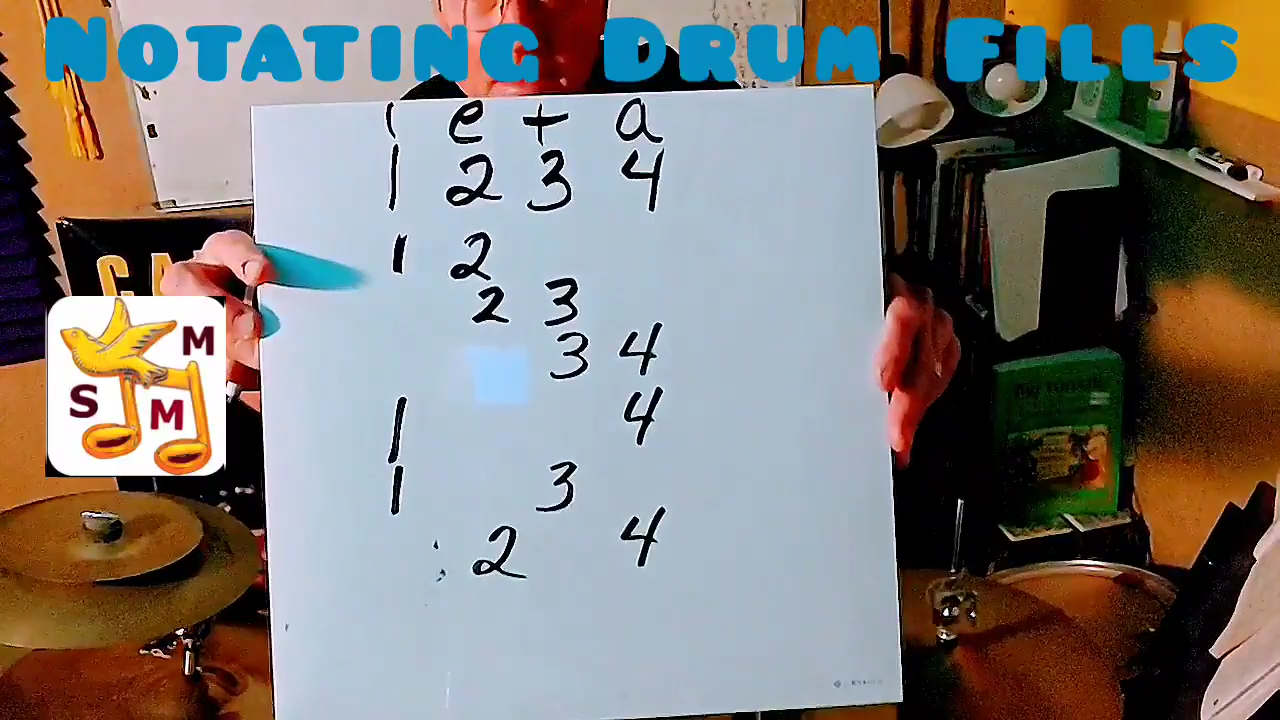 NOTATING DRUM FILLS
1 e + a
1 2 3 4
1 2
2 3
3 4
1 4
1 3
2 4
CA
M
S M